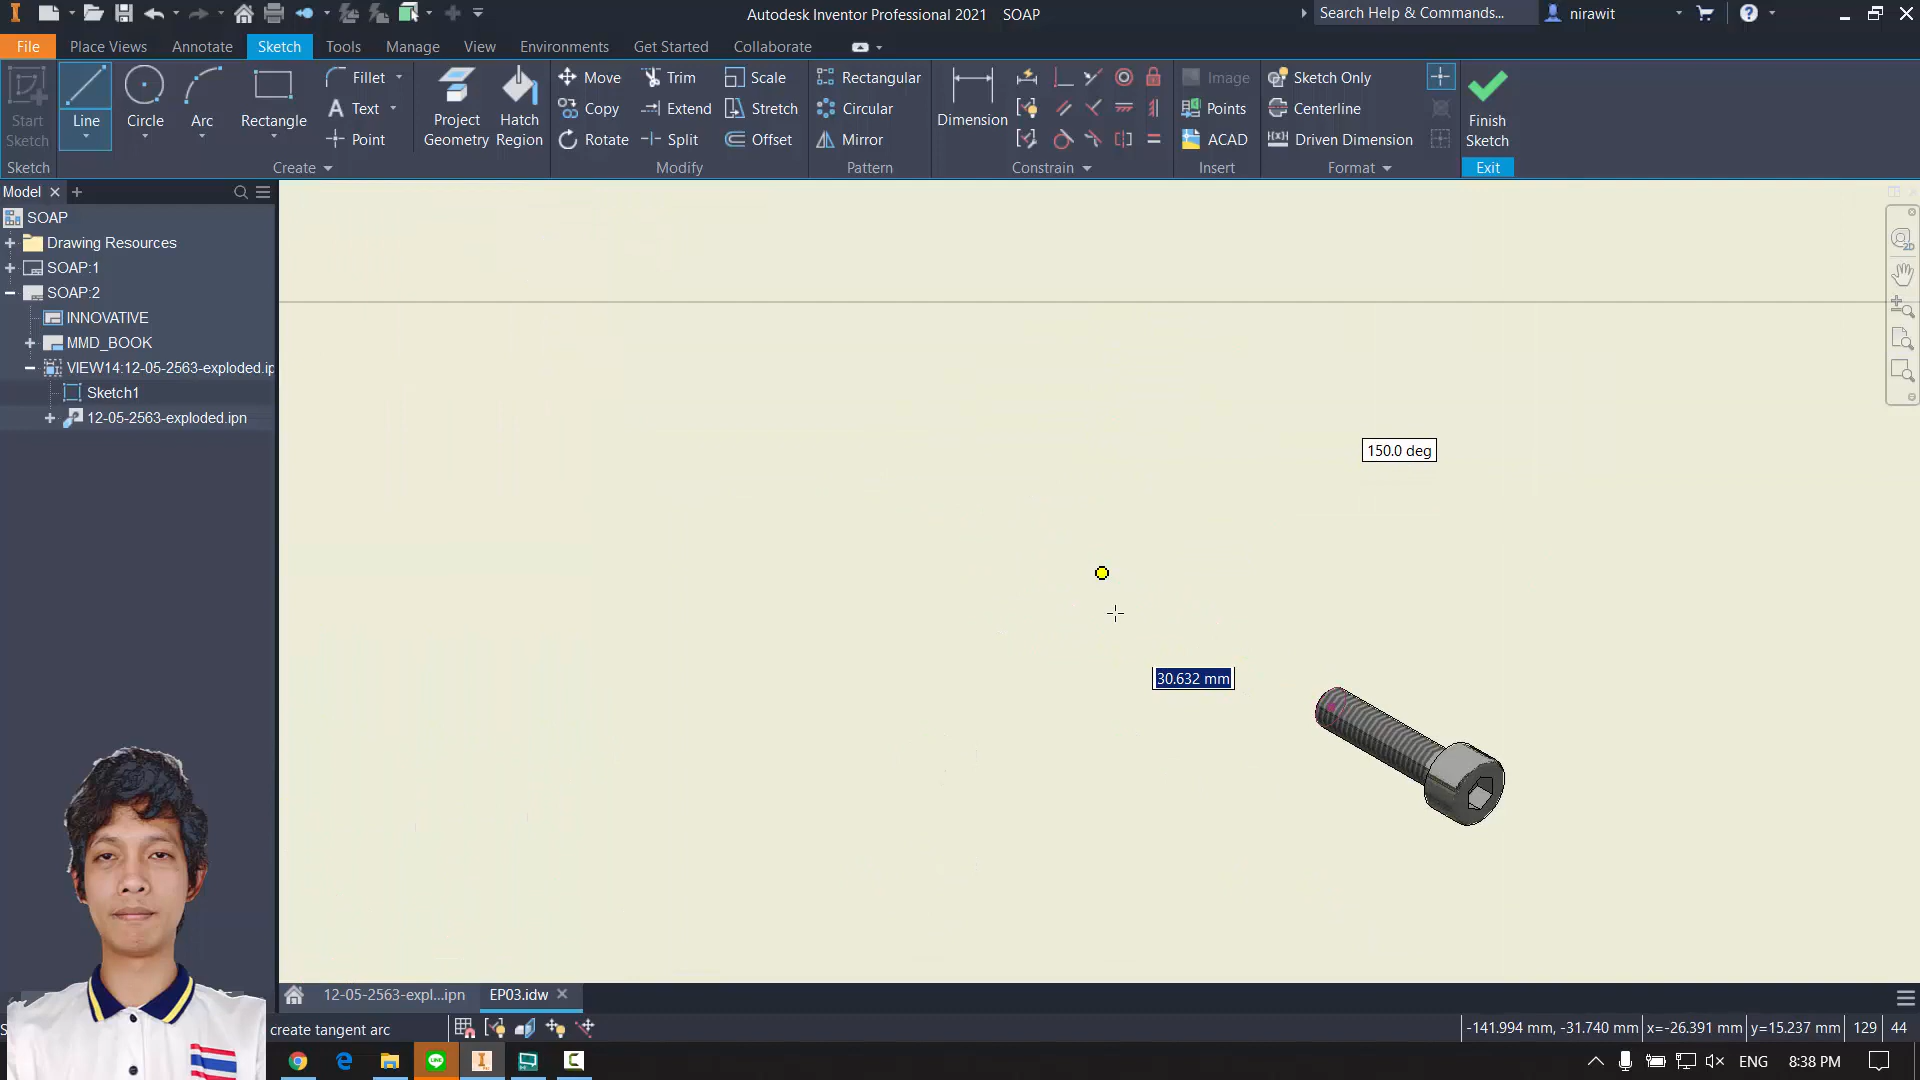 Autodesk Inventor Professional 2021 SOAP
Search Help & Commands...
nirawit
File
Place Views
Annotate
Sketch
Tools
Manage
View
Environments
Get Started
Collaborate
Start
Sketch
Line
Circle
Arc
Rectangle
Fillet
Text
Point
Project
Geometry
Hatch
Region
Move
Copy
Rotate
Trim
Extend
Split
Scale
Stretch
Offset
Rectangular
Circular
Mirror
Dimension
Image
Points
ACAD
Sketch Only
Centerline
Driven Dimension
Finish
Sketch
Sketch
Create
Modify
Pattern
Constrain
Insert
Format
Exit
Model
SOAP
Drawing Resources
SOAP:1
SOAP:2
INNOVATIVE
MMD_BOOK
VIEW14:12-05-2563-exploded.ip
Sketch1
12-05-2563-exploded.ipn
2D
150.0 deg
30.632 mm
12-05-2563-expl...ipn
EP03.idw
create tangent arc
-141.994 mm, -31.740 mm
x=-26.391 mm
y=15.237 mm
129
44
ENG
8:38 PM